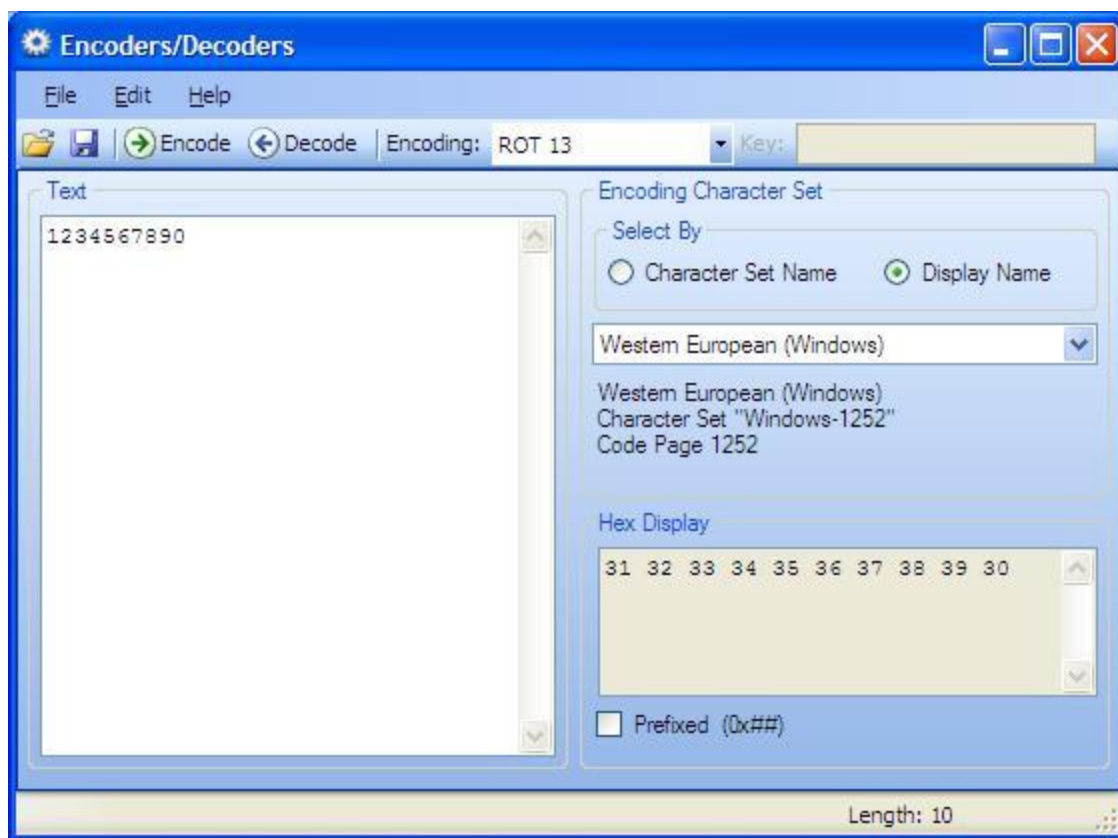 Encoders/Decoders
File Edit Help
Encode Decode Encoding: ROT 13 Key:
Text
1234567890
Encoding Character Set
Select By
Character Set Name Display Name
Western European (Windows)
Western European (Windows)
Character Set "Windows-1252"
Code Page 1252
Hex Display
31 32 33 34 35 36 37 38 39 30
Prefixed (0x##)
Length: 10